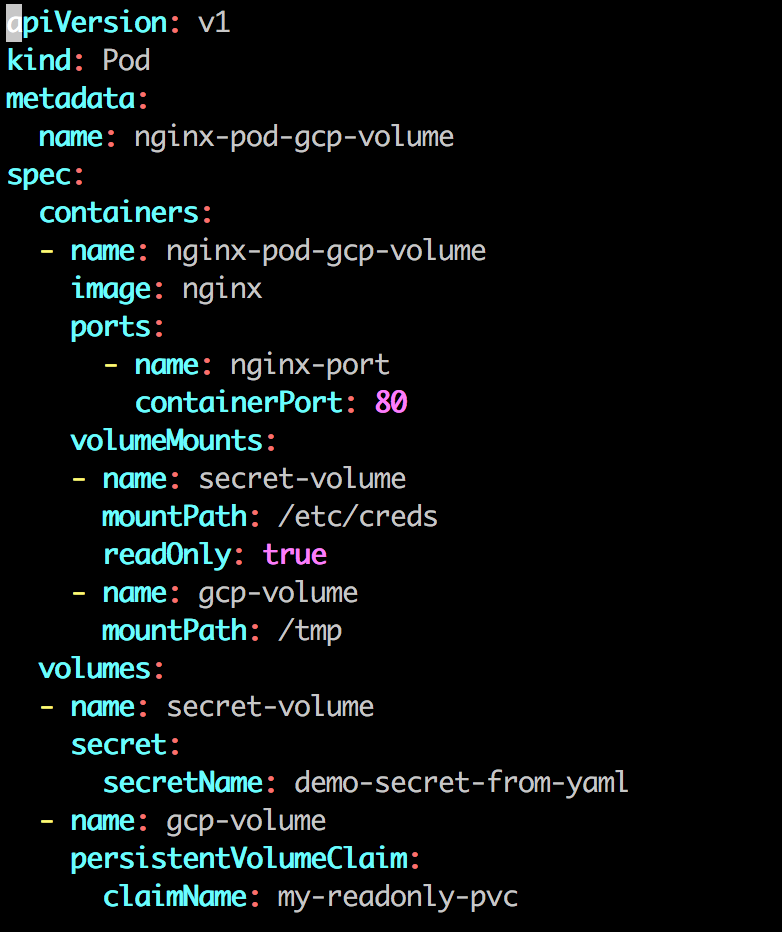 apiVersion: v1
kind: Pod
metadata:
  name: nginx-pod-gcp-volume
spec:
  containers:
  - name: nginx-pod-gcp-volume
    image: nginx
    ports:
      - name: nginx-port
        containerPort: 80
    volumeMounts:
    - name: secret-volume
      mountPath: /etc/creds
      readOnly: true
    - name: gcp-volume
      mountPath: /tmp
  volumes:
  - name: secret-volume
    secret:
      secretName: demo-secret-from-yaml
  - name: gcp-volume
    persistentVolumeClaim:
      claimName: my-readonly-pvc